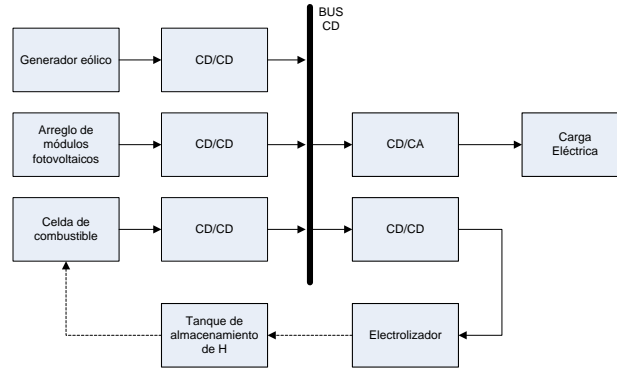 BUS
CD
Generador eólico
CD/CD
Arreglo de
módulos
fotovoltaicos
CD/CD
CD/CA
Carga
Eléctrica
Celda de
combustible
CD/CD
CD/CD
Tanque de
almacenamiento
de H
Electrolizador